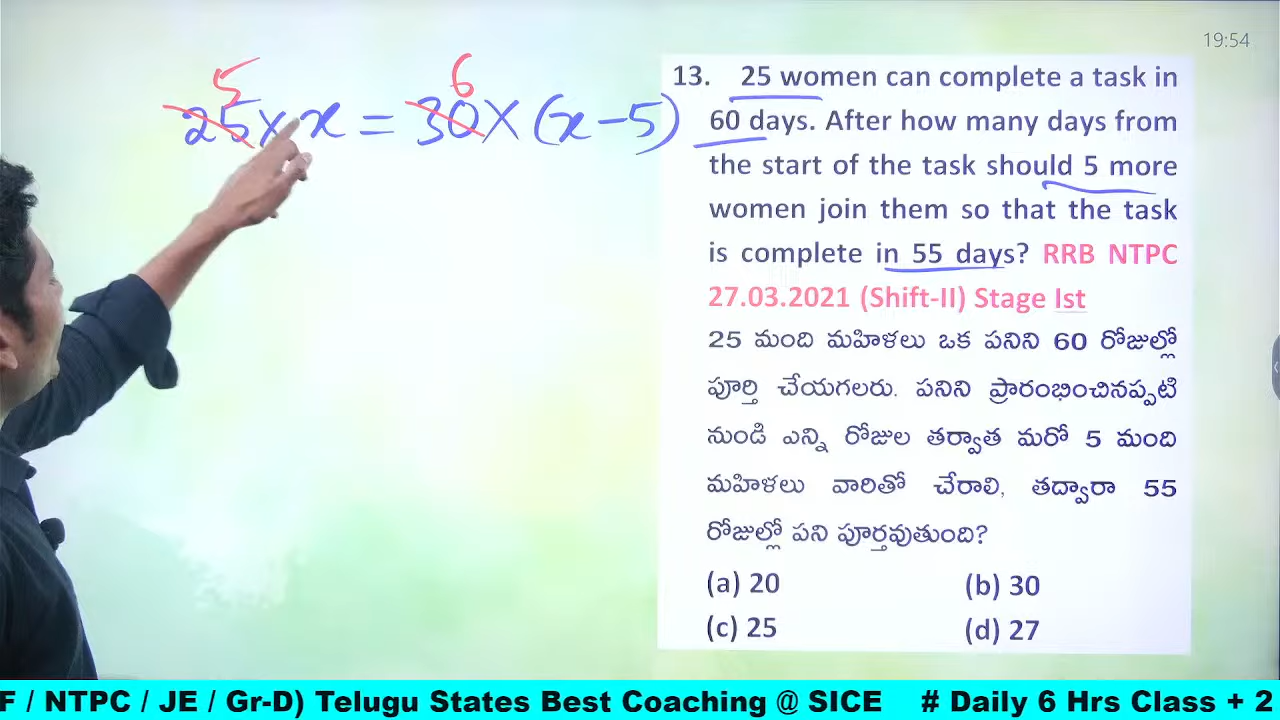 19:54
5 6
25 × x = 30 × (x – 5)
13. 25 women can complete a task in
60 days. After how many days from
the start of the task should 5 more
women join them so that the task
is complete in 55 days? RRB NTPC
27.03.2021 (Shift-II) Stage Ist
25 మంది మహిళలు ఒక పనిని 60 రోజుల్లో
పూర్తి చేయగలరు. పనిని ప్రారంభించినప్పటి
నుండి ఎన్ని రోజుల తర్వాత మరో 5 మంది
మహిళలు వారితో చేరాలి, తద్వారా 55
రోజుల్లో పని పూర్తవుతుంది?
(a) 20 (b) 30
(c) 25 (d) 27
F / NTPC / JE / Gr-D) Telugu States Best Coaching @ SICE # Daily 6 Hrs Class + 2